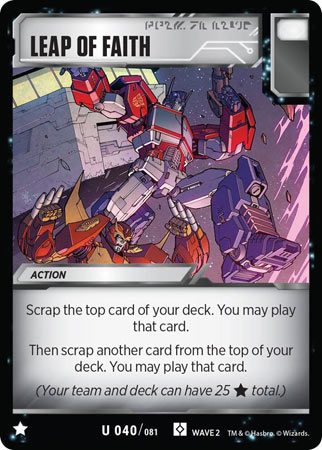 LEAP OF FAITH
ACTION
Scrap the top card of your deck. You may play
that card.
Then scrap another card from the top of your
deck. You may play that card.
(Your team and deck can have 25 ★ total.)
U 040/081 WAVE 2 TM & © Hasbro. © Wizards.